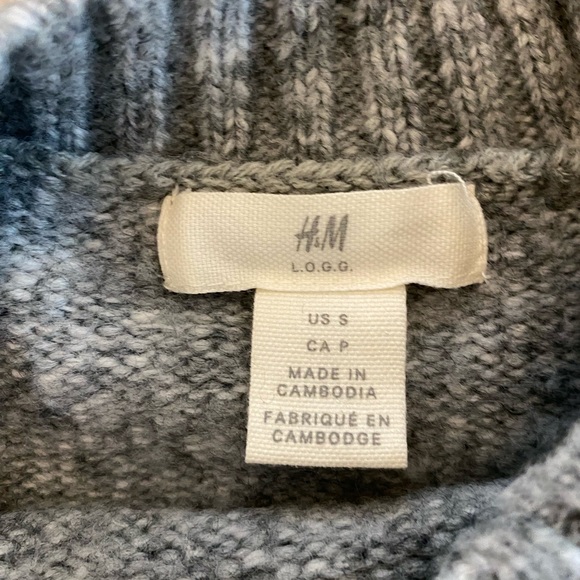 H&M
L.O.G.G.
US S
CA P
MADE IN
CAMBODIA
FABRIQUÉ EN
CAMBODGE